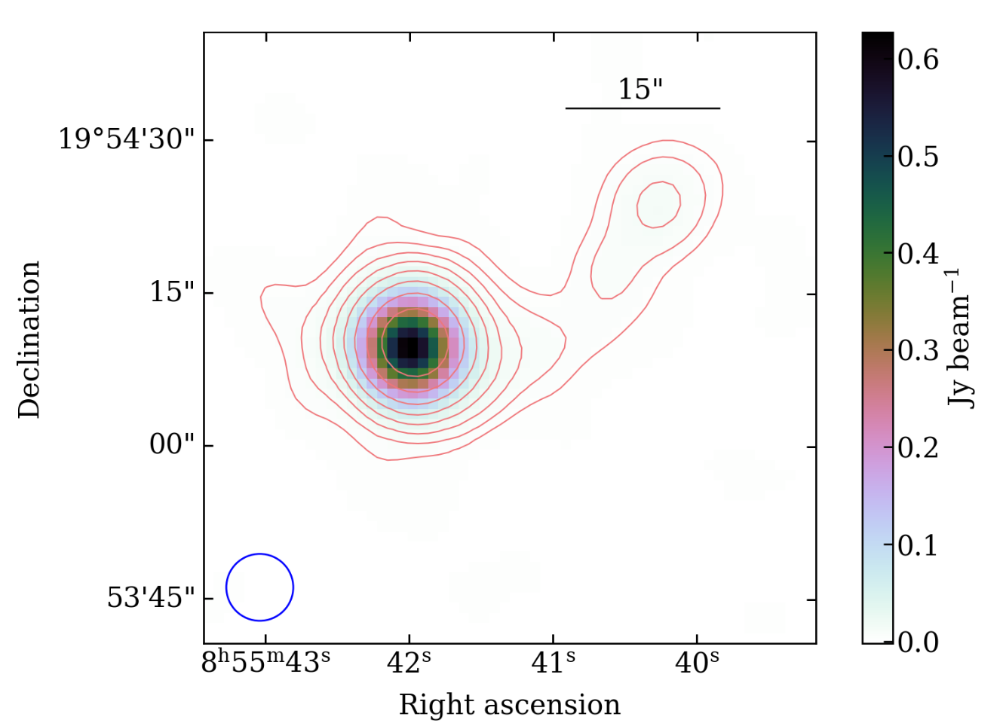 15"
19°54'30"
15"
00"
53'45"
8ʰ55ᵐ43ˢ
42ˢ
41ˢ
40ˢ
Right ascension
Declination
0.6
0.5
0.4
0.3
0.2
0.1
0.0
Jy beam⁻¹